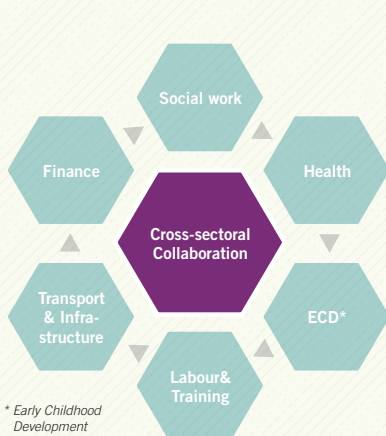 Social work
Finance
Health
Cross-sectoral
Collaboration
Transport
& Infra-
structure
ECD*
Labour&
Training
* Early Childhood
Development